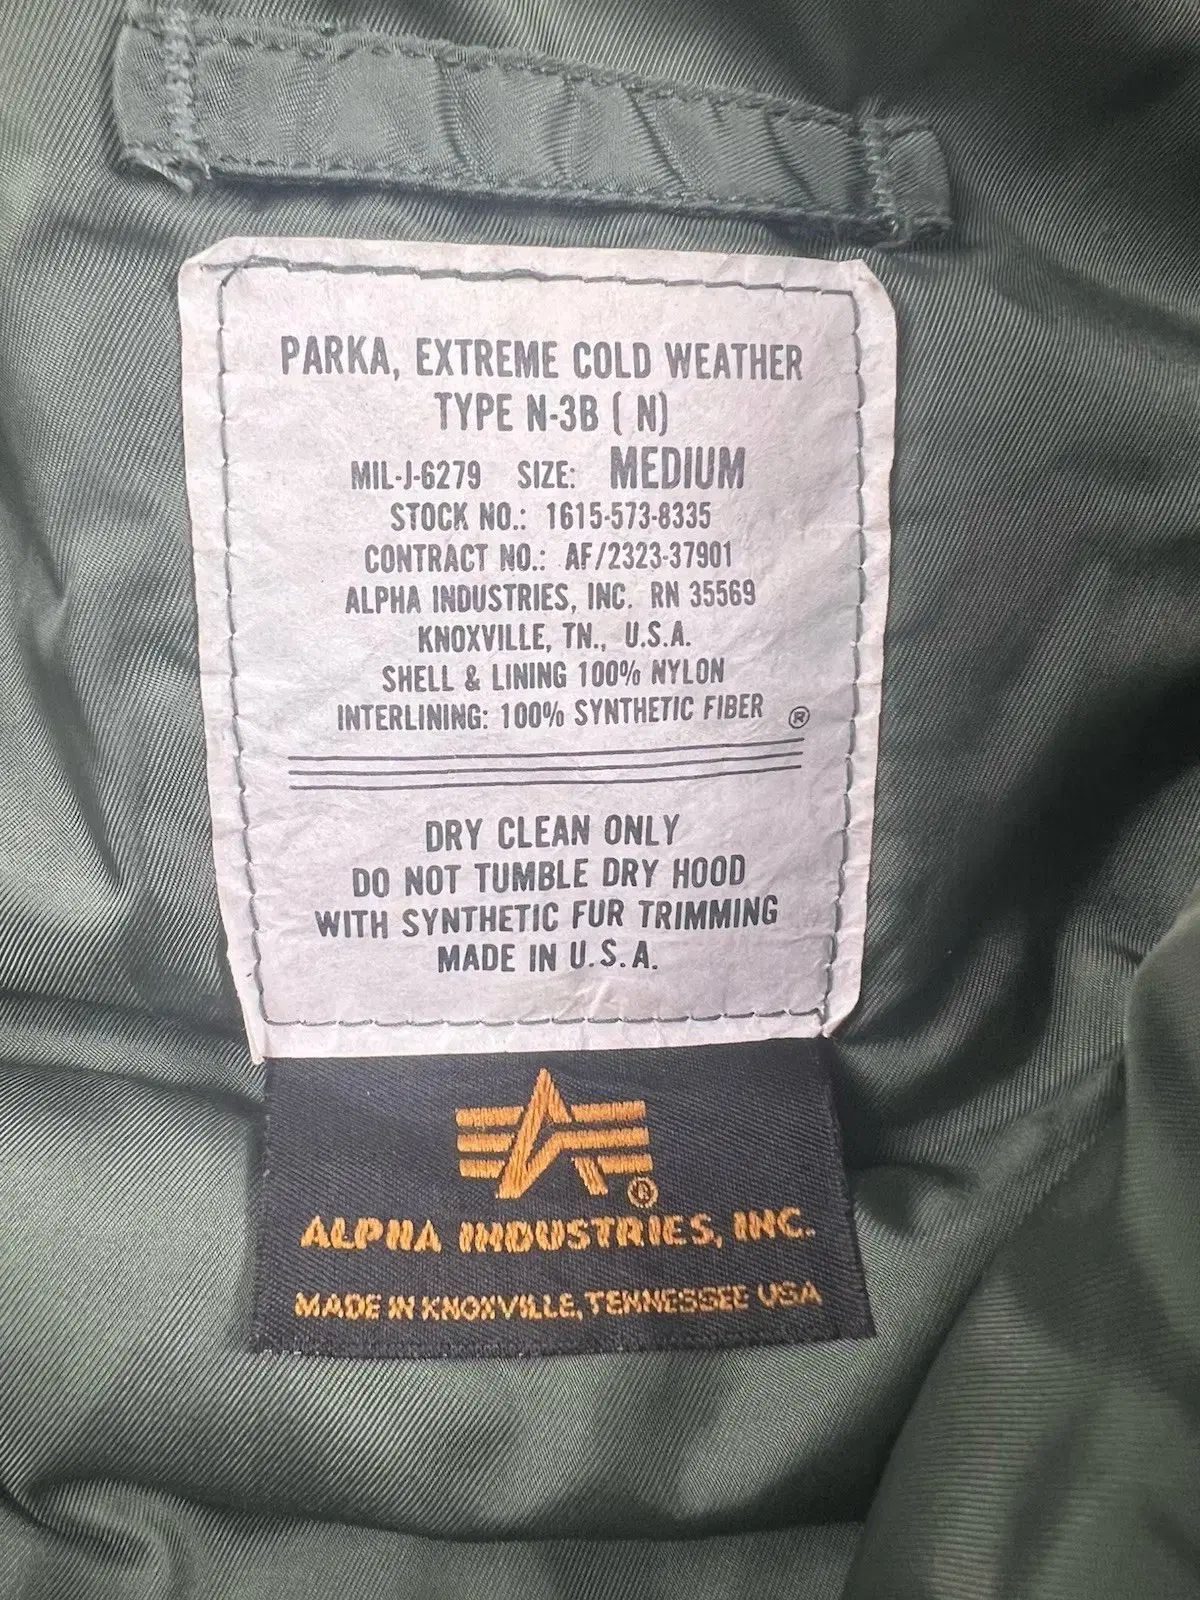 PARKA, EXTREME COLD WEATHER
TYPE N-3B ( N)
MIL-J-6279 SIZE: MEDIUM
STOCK NO.: 1615-573-8335
CONTRACT NO.: AF/2323-37901
ALPHA INDUSTRIES, INC. RN 35569
KNOXVILLE, TN., U.S.A.
SHELL & LINING 100% NYLON
INTERLINING: 100% SYNTHETIC FIBER ®
DRY CLEAN ONLY
DO NOT TUMBLE DRY HOOD
WITH SYNTHETIC FUR TRIMMING
MADE IN U.S.A.
®
ALPHA INDUSTRIES, INC.
MADE IN KNOXVILLE, TENNESSEE USA